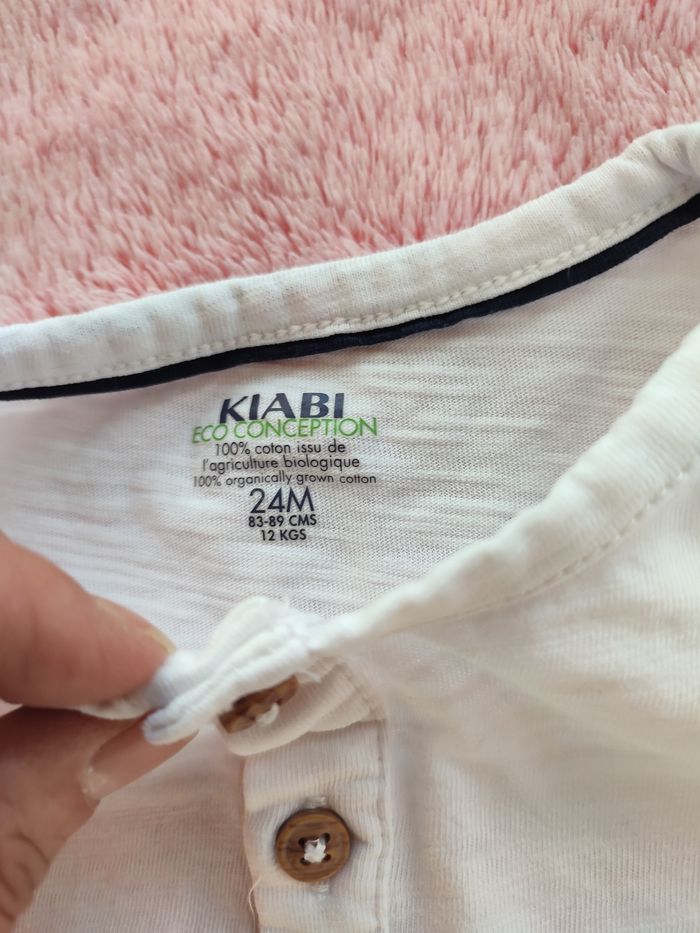 KIABI
ECO CONCEPTION
100% coton issu de
l'agriculture biologique
100% organically grown cotton
24M
83-89 CMS
12 KGS